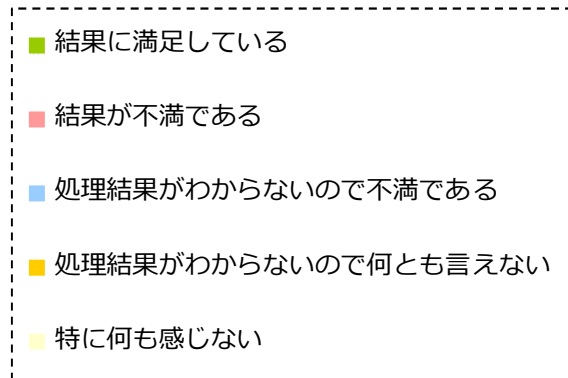 結果に満足している
結果が不満である
処理結果がわからないので不満である
処理結果がわからないので何とも言えない
特に何も感じない